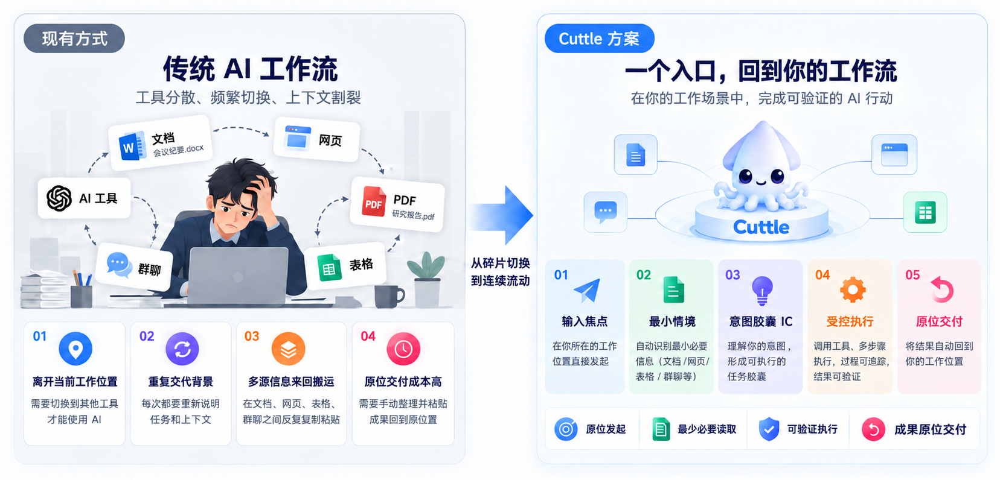 现有方式
传统 AI 工作流
工具分散、频繁切换、上下文割裂
W
文档
会议纪要.docx
网页
AI 工具
PDF
PDF
研究报告.pdf
群聊
表格
01
离开当前工作位置
需要切换到其他工具
才能使用 AI
02
重复交代背景
每次都要重新说明
任务和上下文
03
多源信息来回搬运
在文档、网页、表格、
群聊之间反复复制粘贴
04
原位交付成本高
需要手动整理并粘贴
成果回到原位置
从碎片切换
到连续流动
Cuttle 方案
一个入口，回到你的工作流
在你的工作场景中，完成可验证的 AI 行动
Cuttle
01
输入焦点
在你所在的工作
位置直接发起
02
最小情境
自动识别最小必要
信息（文档 /网页/
表格 / 群聊等）
03
意图胶囊 IC
理解你的意图，
形成可执行的
任务胶囊
04
受控执行
调用工具、多步骤
执行，过程可追踪，
结果可验证
05
原位交付
将结果自动回到
你的工作位置
原位发起
最少必要读取
可验证执行
成果原位交付